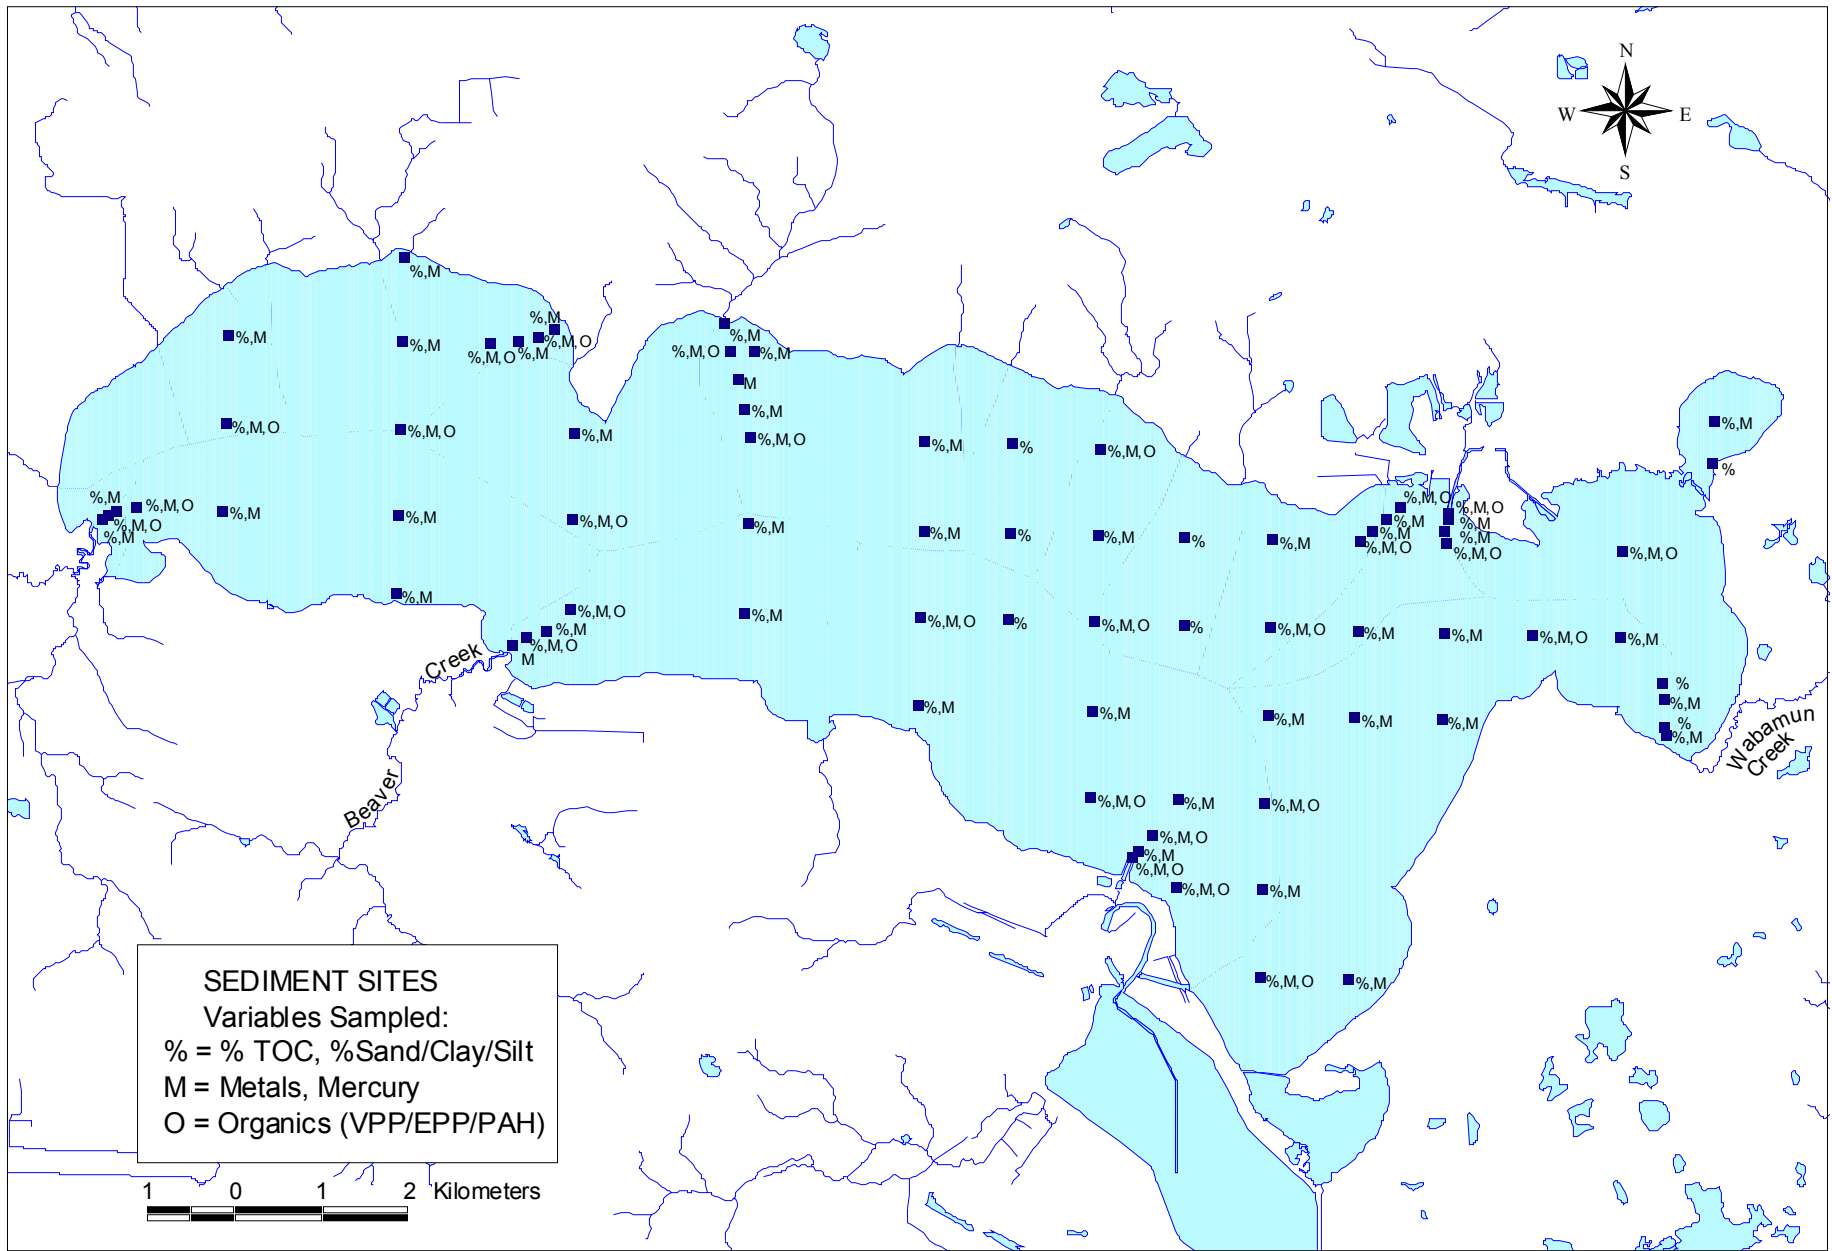 N
W E
S
%,M
%,M
%,M
%,M
%,M,O
%,M,O
%,M
%,M
%,M,O
%,M
%,M
M
%,M
%,M,O
%,M,O
%,M,O
%,M
%,M
%
%,M,O
%,M
%
%,M
%,M,O
%,M
%,M
%,M,O
%,M
%,M,O
%,M
%,M
%,M,O
%,M
%,M
%,M,O
%,M
%,M
%,M,O
%,M
%,M
%,M,O
%,M
%
%,M
%
%,M
%,M,O
%,M
%,M,O
%,M
%,M,O
M
%,M
%,M,O
%
%,M,O
%
%,M,O
%,M
%,M
%,M,O
%,M
%
%,M
%
%,M
%,M
%,M
%,M
%,M
%,M
Creek
Beaver
Wabamun
Creek
%,M,O
%,M
%,M,O
%,M,O
%,M
%,M,O
%,M,O
%,M
%,M,O
%,M
SEDIMENT SITES
Variables Sampled:
% = % TOC, %Sand/Clay/Silt
M = Metals, Mercury
O = Organics (VPP/EPP/PAH)
1 0 1 2 Kilometers